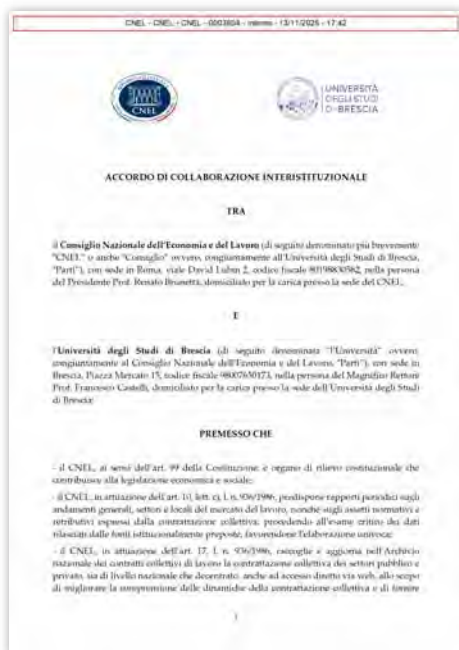 CNEL - CNEL - CNEL - 0003804 - Interno - 13/11/2025 - 17:42
CNEL
UNIVERSITÀ
DEGLI STUDI
DI BRESCIA
ACCORDO DI COLLABORAZIONE INTERISTITUZIONALE
TRA
il Consiglio Nazionale dell'Economia e del Lavoro (di seguito denominato più brevemente
"CNEL" o anche "Consiglio" ovvero, congiuntamente all'Università degli Studi di Brescia,
"Parti"), con sede in Roma, viale David Lubin 2, codice fiscale 80198830582, nella persona
del Presidente Prof. Renato Brunetta, domiciliato per la carica presso la sede del CNEL,
E
l'Università degli Studi di Brescia (di seguito denominata "l'Università" ovvero,
congiuntamente al Consiglio Nazionale dell'Economia e del Lavoro, "Parti"), con sede in
Brescia, Piazza Mercato 15, codice fiscale 98007650173, nella persona del Magnifico Rettore
Prof. Francesco Castelli, domiciliato per la carica presso la sede dell'Università degli Studi
di Brescia;
PREMESSO CHE
- il CNEL, ai sensi dell'art. 99 della Costituzione, è organo di rilievo costituzionale che
contribuisce alla legislazione economica e sociale;
- il CNEL, in attuazione dell'art. 10, lett. c), l. n. 936/1986, predispone rapporti periodici sugli
andamenti generali, settori e locali del mercato del lavoro, nonché sugli assetti normativi e
retributivi espressi dalla contrattazione collettiva, procedendo all'esame critico dei dati
rilasciati dalle fonti istituzionalmente preposte, favorendone l'elaborazione univoca;
- il CNEL, in attuazione dell'art. 17, l. n. 936/1986, raccoglie e aggiorna nell'Archivio
nazionale dei contratti collettivi di lavoro la contrattazione collettiva dei settori pubblico e
privato, sia di livello nazionale che decentrato, anche ad accesso diretto via web, allo scopo
di migliorare la comprensione delle dinamiche della contrattazione collettiva e di fornire
1